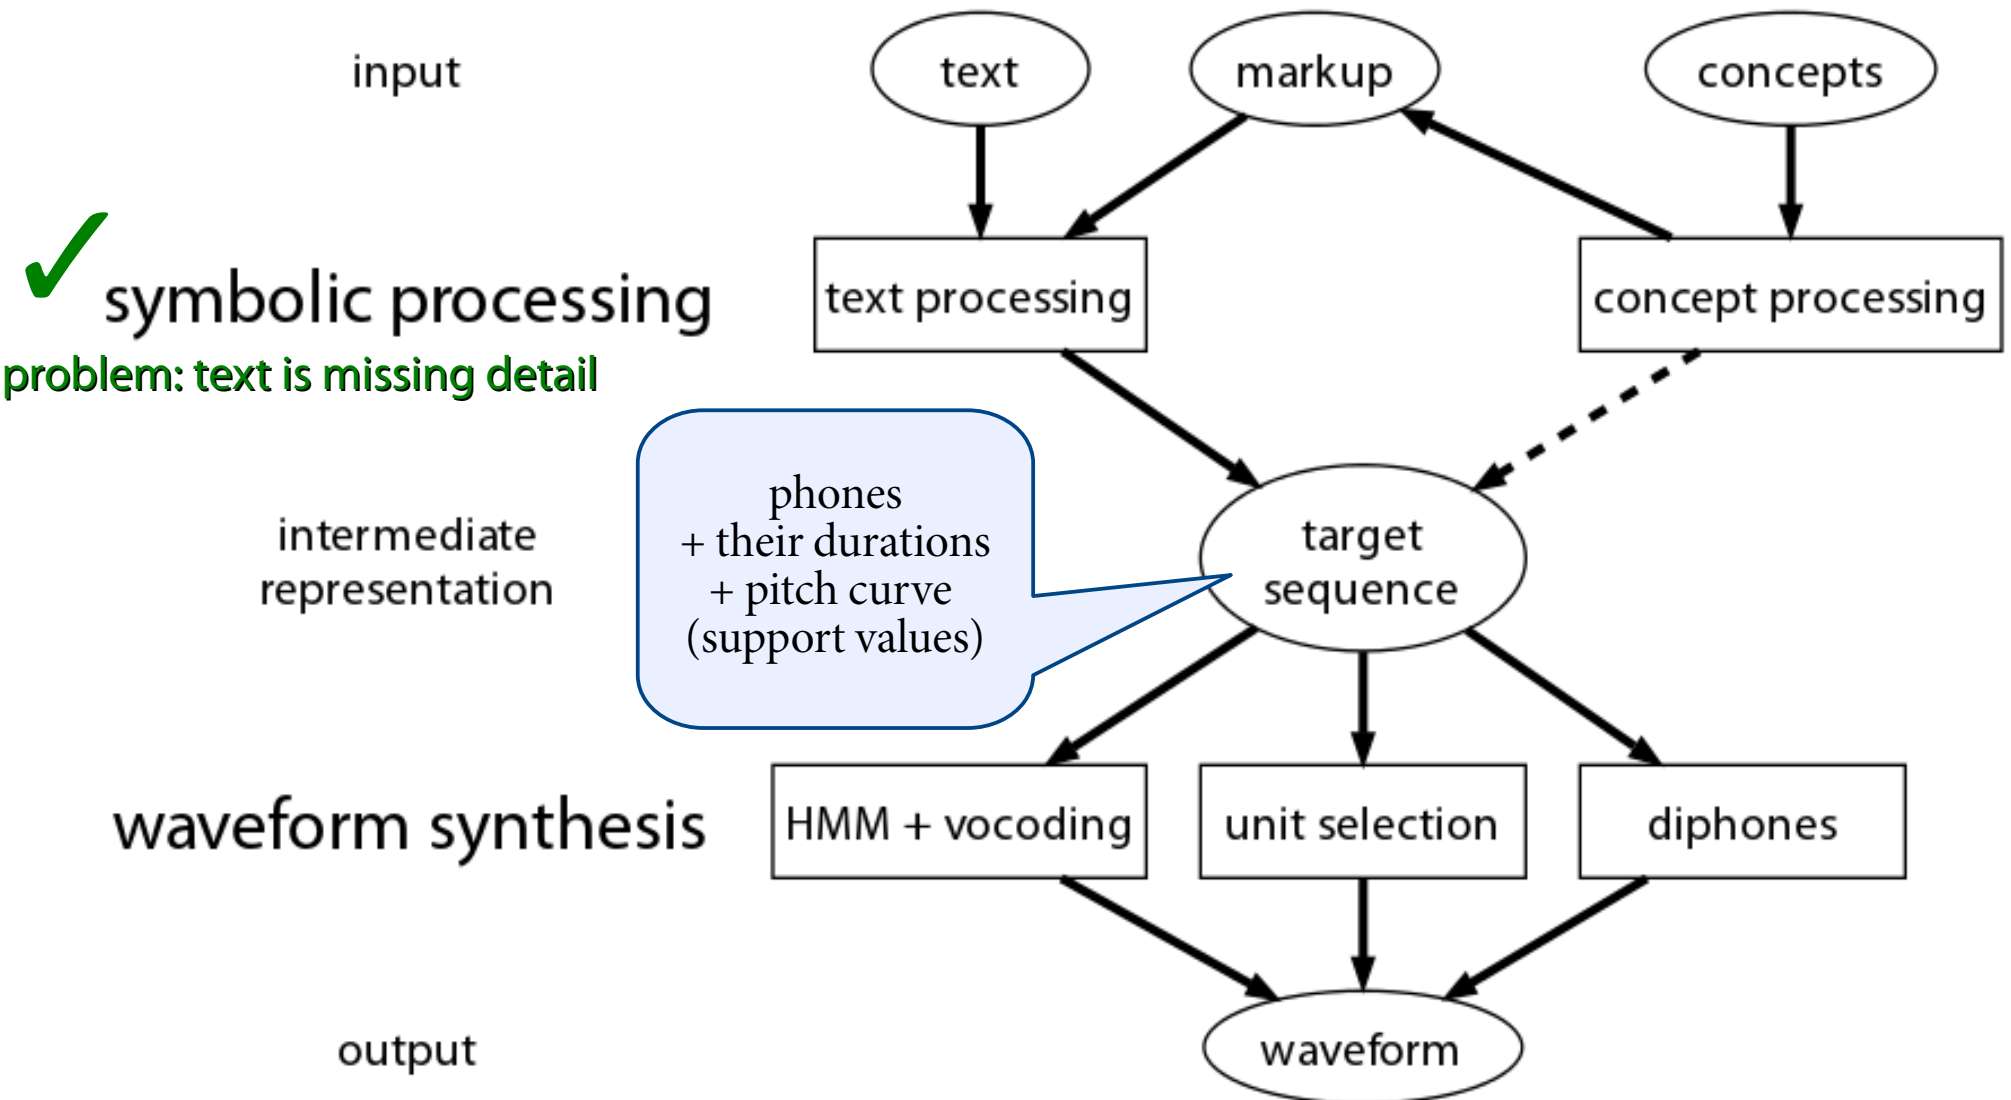 input
text
markup
concepts
✓
symbolic processing
text processing
concept processing
problem: text is missing detail
phones
+ their durations
+ pitch curve
(support values)
intermediate
representation
target
sequence
waveform synthesis
HMM + vocoding
unit selection
diphones
output
waveform